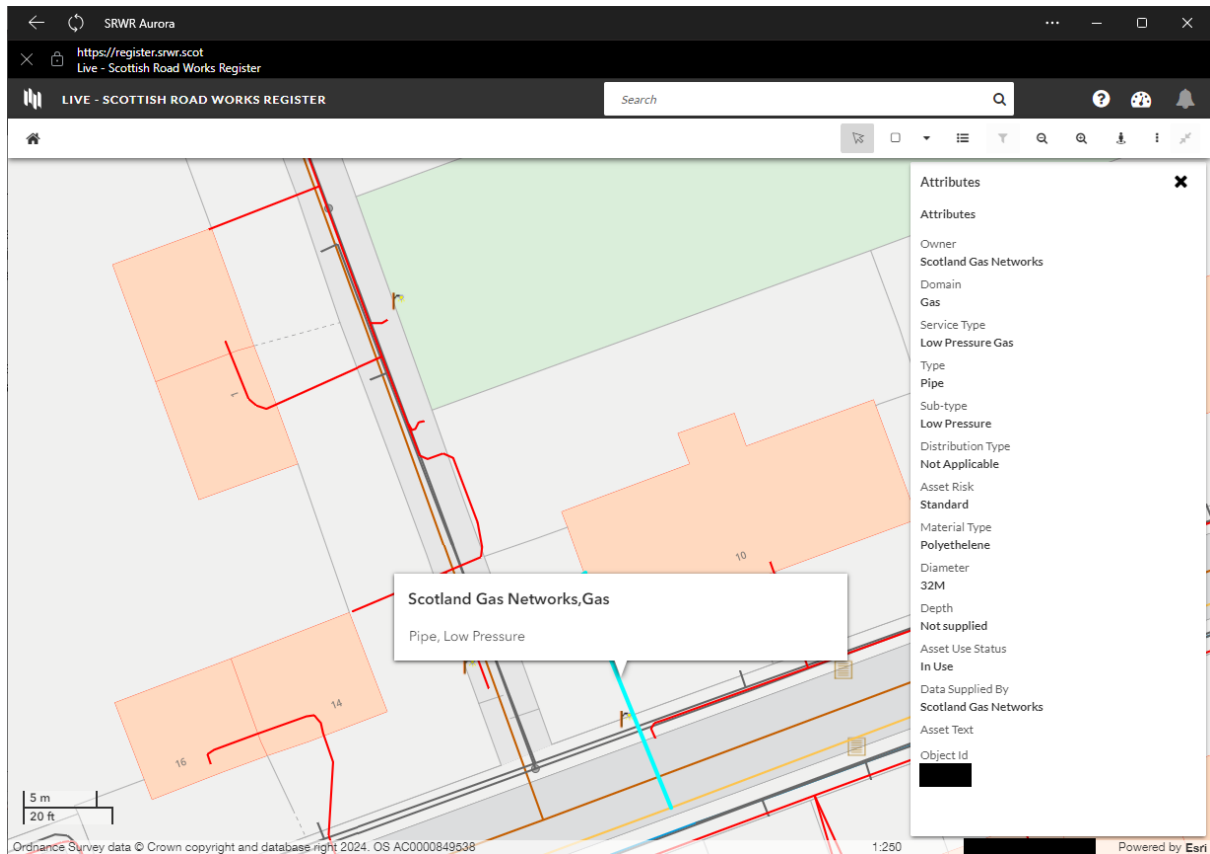 SRWR Aurora
https://register.srwr.scot
Live - Scottish Road Works Register
LIVE - SCOTTISH ROAD WORKS REGISTER
Search
Attributes
Attributes
Owner
Scotland Gas Networks
Domain
Gas
Service Type
Low Pressure Gas
Type
Pipe
Sub-type
Low Pressure
Distribution Type
Not Applicable
Asset Risk
Standard
Material Type
Polyethelene
Diameter
32M
Depth
Not supplied
Asset Use Status
In Use
Data Supplied By
Scotland Gas Networks
Asset Text
Object Id
1
10
Scotland Gas Networks,Gas
Pipe, Low Pressure
14
16
5 m
20 ft
Ordnance Survey data © Crown copyright and database right 2024. OS AC0000849538
1:250
Powered by Esri